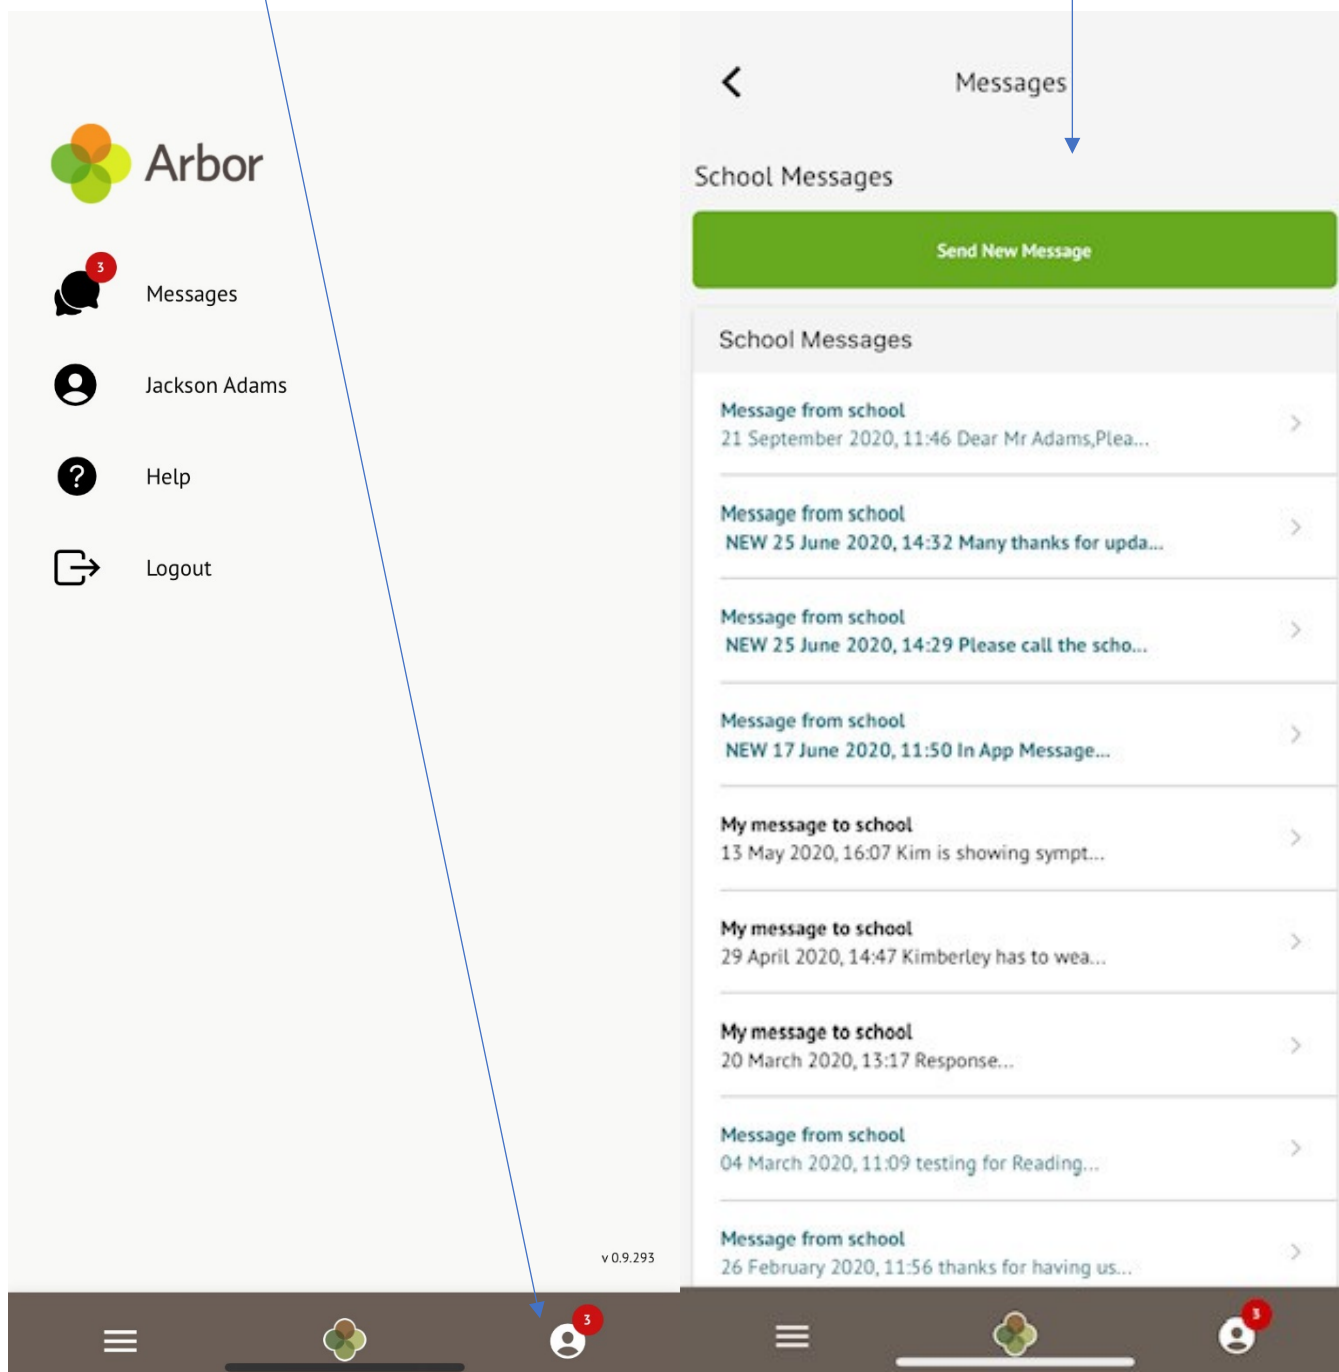 Arbor
3
Messages
Jackson Adams
Help
Logout
v 0.9.293
3
Messages
School Messages
Send New Message
School Messages
Message from school
21 September 2020, 11:46 Dear Mr Adams,Plea...
Message from school
NEW 25 June 2020, 14:32 Many thanks for upda...
Message from school
NEW 25 June 2020, 14:29 Please call the scho...
Message from school
NEW 17 June 2020, 11:50 In App Message...
My message to school
13 May 2020, 16:07 Kim is showing sympt...
My message to school
29 April 2020, 14:47 Kimberley has to wea...
My message to school
20 March 2020, 13:17 Response...
Message from school
04 March 2020, 11:09 testing for Reading...
Message from school
26 February 2020, 11:56 thanks for having us...
3